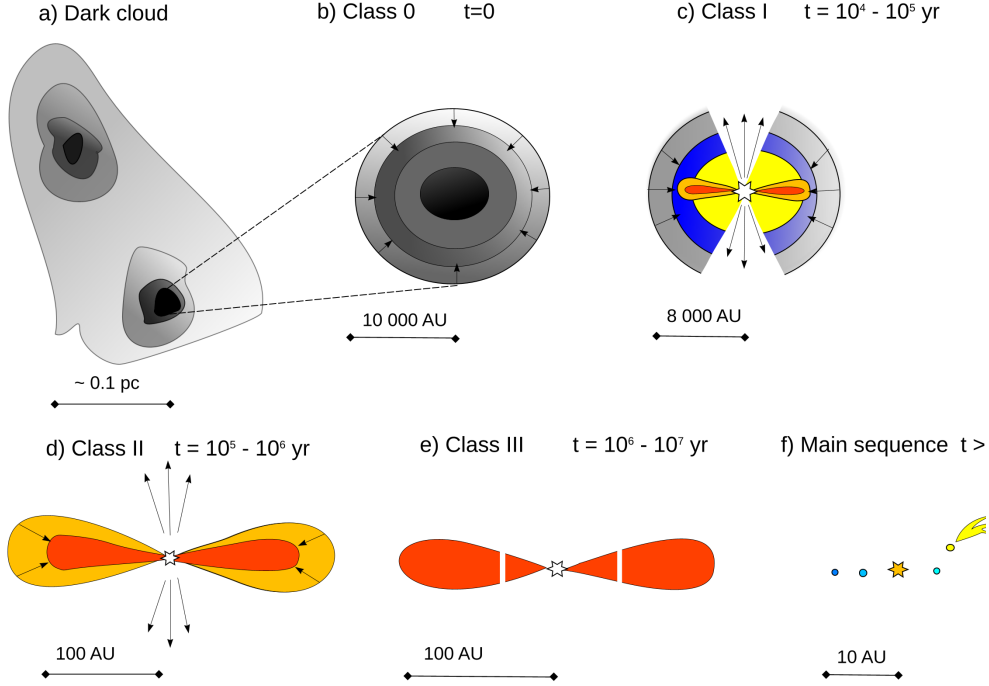 a) Dark cloud
b) Class 0 t=0
c) Class I t = 10⁴ - 10⁵ yr
10 000 AU
8 000 AU
~ 0.1 pc
d) Class II t = 10⁵ - 10⁶ yr
e) Class III t = 10⁶ - 10⁷ yr
f) Main sequence t >
100 AU
100 AU
10 AU